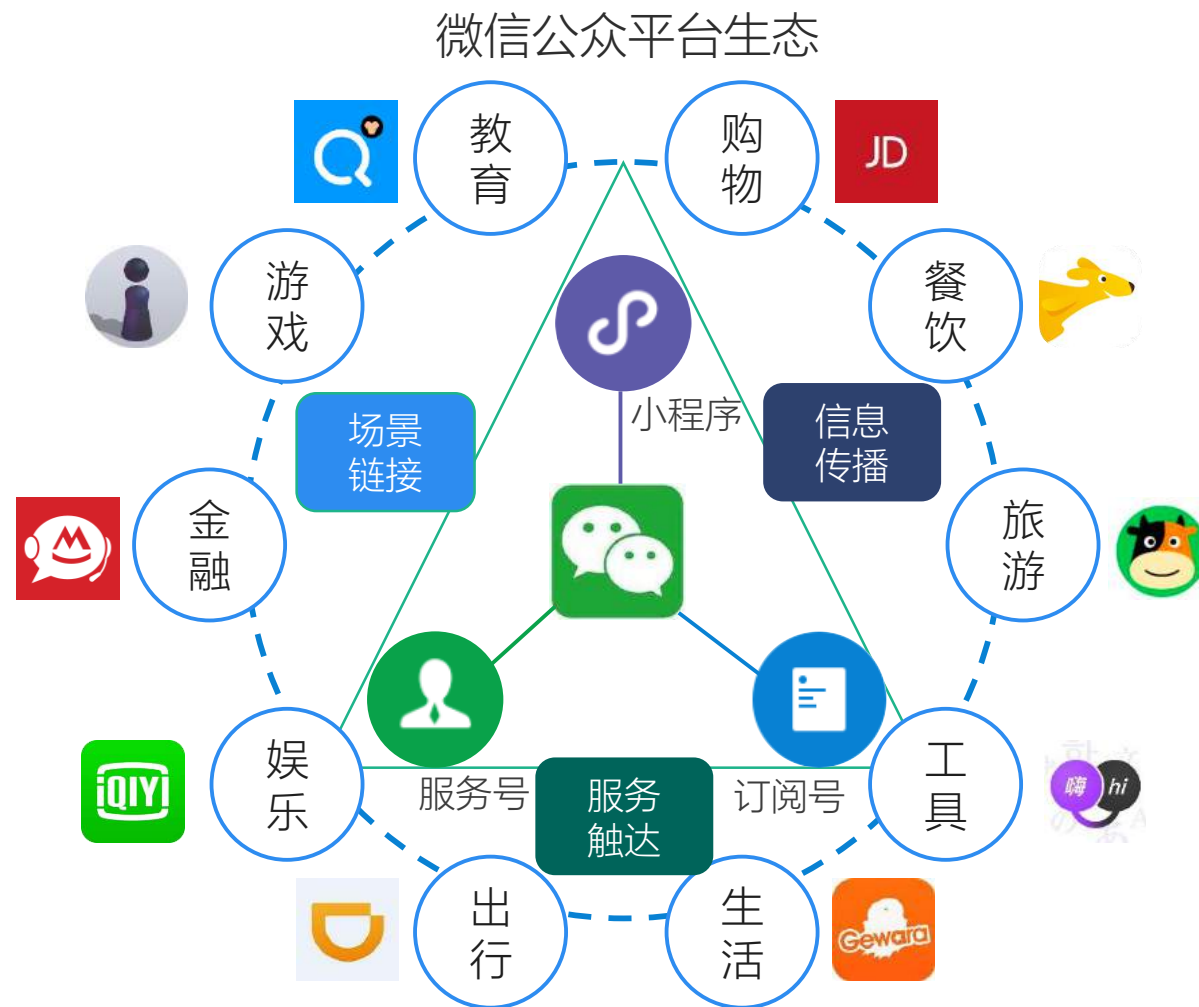 微信公众平台生态
教
育
购
物
JD
游
戏
餐
饮
小程序
场景
链接
信息
传播
金
融
旅
游
娱
乐
iQIYI
服务号
服务
触达
订阅号
工
具
嗨
hi
出
行
生
活
Gewara